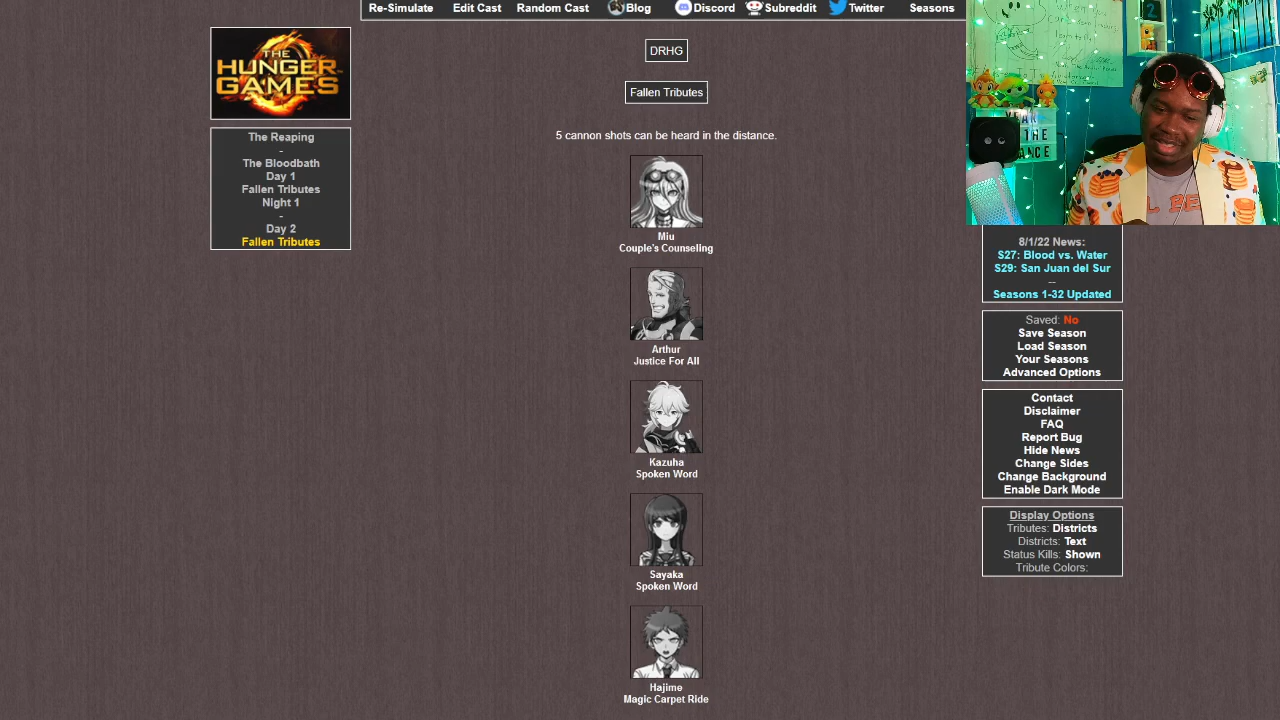 Re-Simulate Edit Cast Random Cast Blog Discord Subreddit Twitter Seasons
THE
HUNGER
GAMES
The Reaping
-
The Bloodbath
Day 1
Fallen Tributes
Night 1
-
Day 2
Fallen Tributes
DRHG
Fallen Tributes
5 cannon shots can be heard in the distance.
Miu
Couple's Counseling
Arthur
Justice For All
Kazuha
Spoken Word
Sayaka
Spoken Word
Hajime
Magic Carpet Ride
8/1/22 News:
S27: Blood vs. Water
S29: San Juan del Sur
--
Seasons 1-32 Updated
Saved: No
Save Season
Load Season
Your Seasons
Advanced Options
Contact
Disclaimer
FAQ
Report Bug
Hide News
Change Sides
Change Background
Enable Dark Mode
Display Options
Tributes: Districts
Districts: Text
Status Kills: Shown
Tribute Colors: